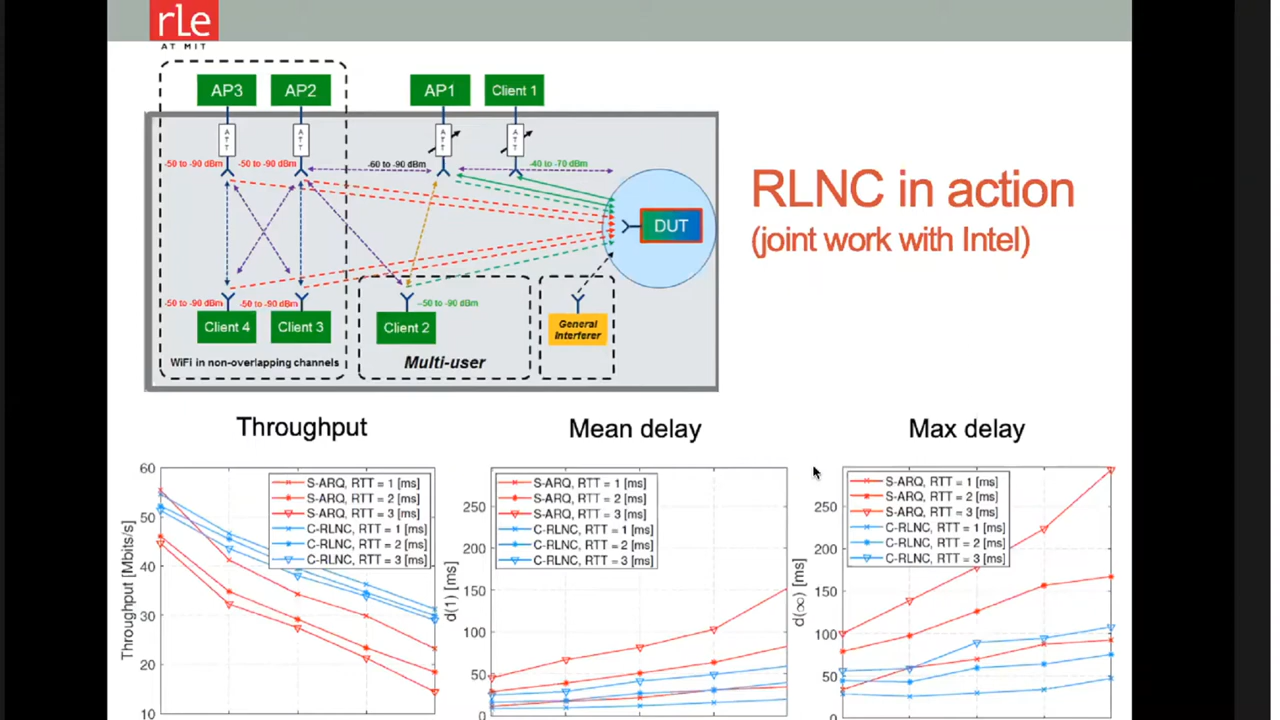 rle
AT MIT
AP3
AP2
AP1
Client 1
ATT
ATT
ATT
ATT
-50 to -90 dBm
-50 to -90 dBm
-60 to -90 dBm
-40 to -70 dBm
DUT
RLNC in action
(joint work with Intel)
-50 to -90 dBm
-50 to -90 dBm
-50 to -90 dBm
Client 4
Client 3
Client 2
General
Interferer
WiFi in non-overlapping channels
Multi-user
Throughput
Mean delay
Max delay
60
50
40
30
20
10
Throughput [Mbits/s]
S-ARQ, RTT = 1 [ms]
S-ARQ, RTT = 2 [ms]
S-ARQ, RTT = 3 [ms]
C-RLNC, RTT = 1 [ms]
C-RLNC, RTT = 2 [ms]
C-RLNC, RTT = 3 [ms]
250
200
150
100
50
0
d(1) [ms]
S-ARQ, RTT = 1 [ms]
S-ARQ, RTT = 2 [ms]
S-ARQ, RTT = 3 [ms]
C-RLNC, RTT = 1 [ms]
C-RLNC, RTT = 2 [ms]
C-RLNC, RTT = 3 [ms]
250
200
150
100
50
0
d(∞) [ms]
S-ARQ, RTT = 1 [ms]
S-ARQ, RTT = 2 [ms]
S-ARQ, RTT = 3 [ms]
C-RLNC, RTT = 1 [ms]
C-RLNC, RTT = 2 [ms]
C-RLNC, RTT = 3 [ms]